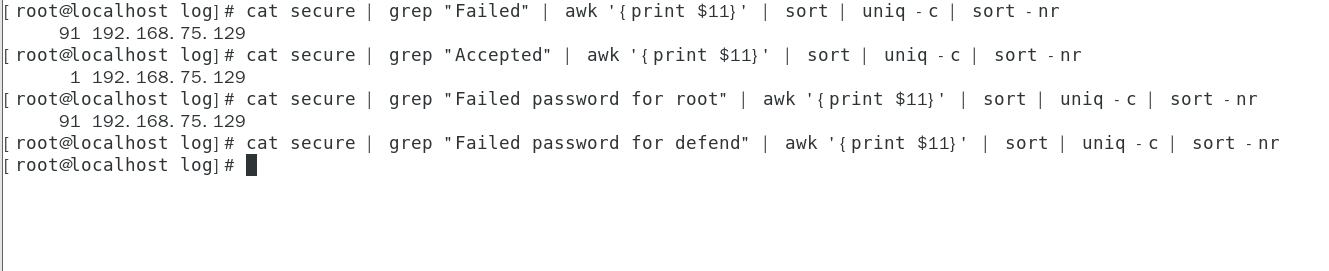 [root@localhost log]# cat secure | grep "Failed" | awk '{print $11}' | sort | uniq -c | sort -nr
91 192.168.75.129
[root@localhost log]# cat secure | grep "Accepted" | awk '{print $11}' | sort | uniq -c | sort -nr
1 192.168.75.129
[root@localhost log]# cat secure | grep "Failed password for root" | awk '{print $11}' | sort | uniq -c | sort -nr
91 192.168.75.129
[root@localhost log]# cat secure | grep "Failed password for defend" | awk '{print $11}' | sort | uniq -c | sort -nr
[root@localhost log]#